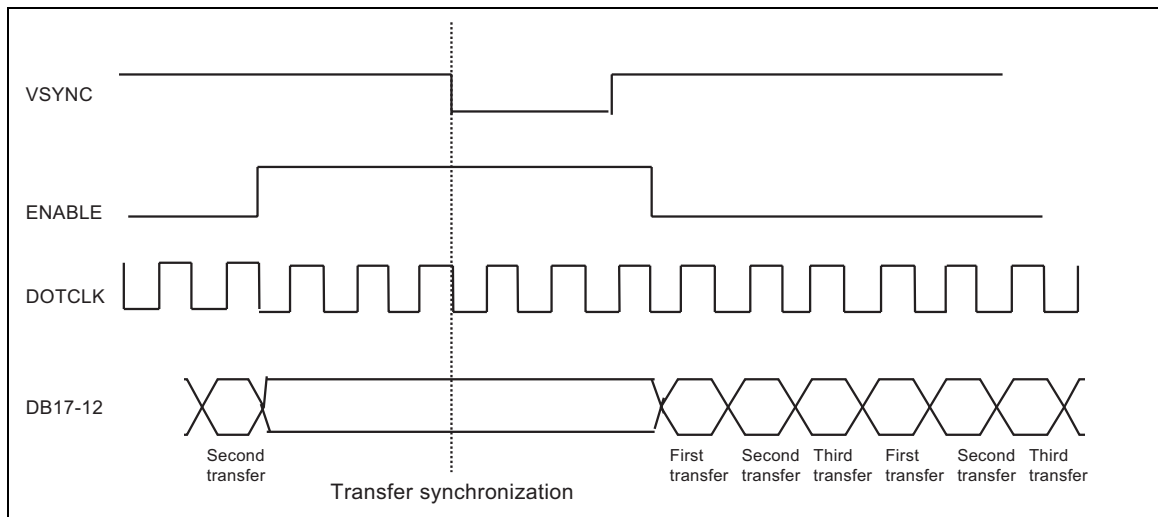 VSYNC
ENABLE
DOTCLK
DB17-12
Second
transfer
First
transfer
Second
transfer
Third
transfer
First
transfer
Second
transfer
Third
transfer
Transfer synchronization